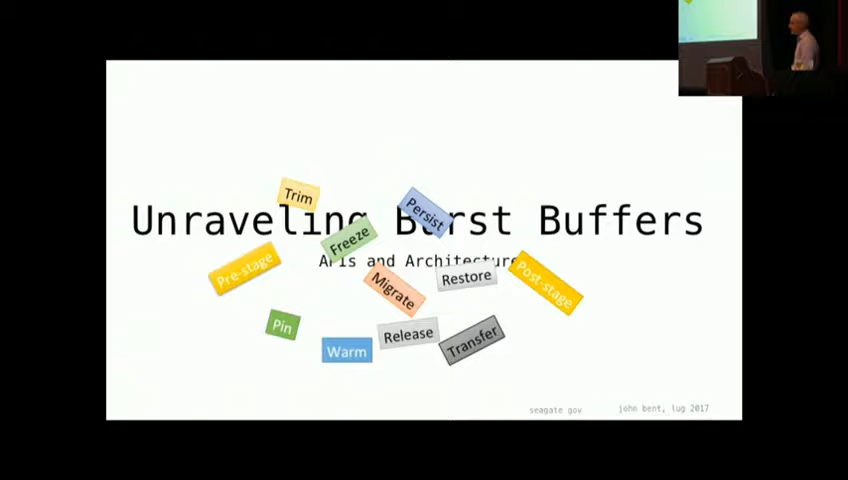 Trim
Persist
Unraveling Burst Buffers
Freeze
APIs and Architectures
Pre-stage
Migrate
Restore
Post-stage
Pin
Release
Transfer
Warm
seagate gov
john bent, lug 2017